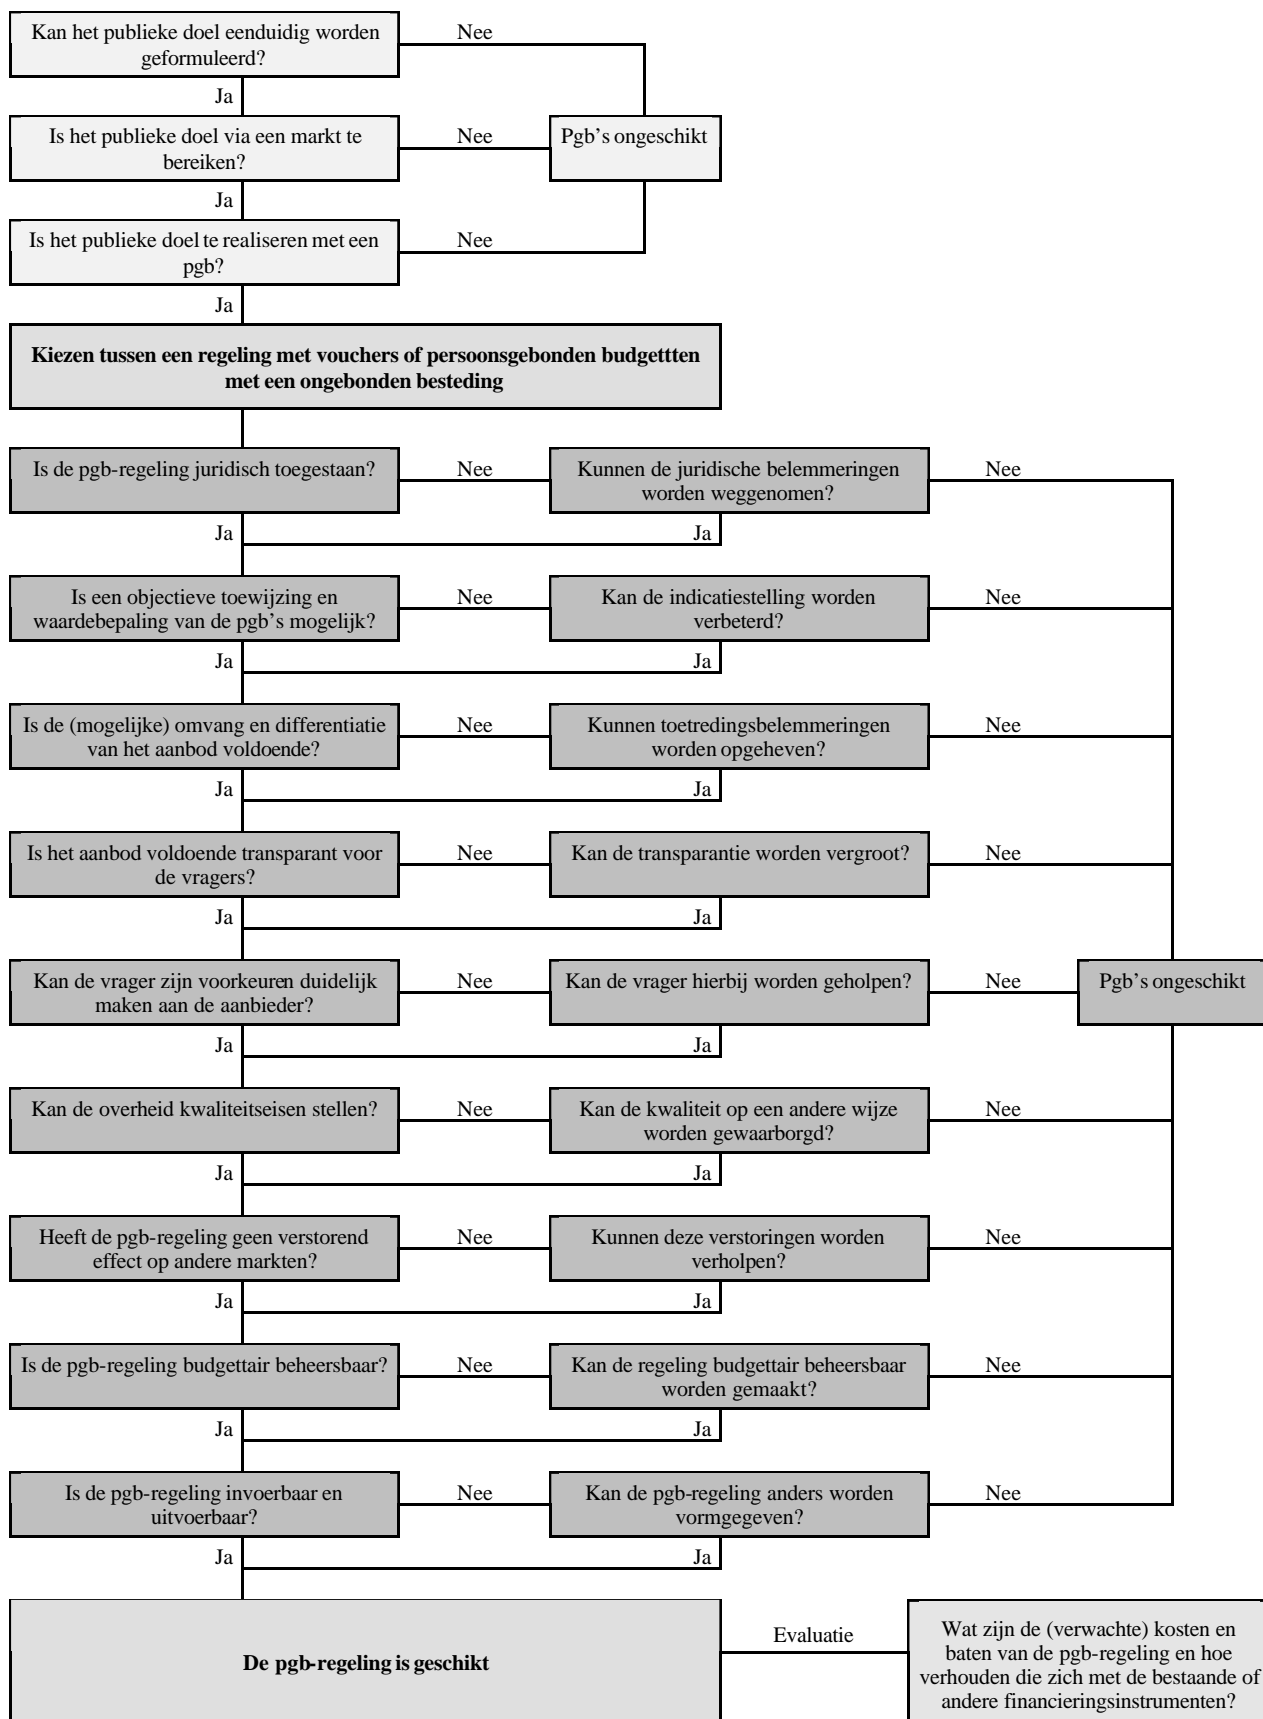 Kan het publieke doel eenduidig worden
geformuleerd?
Nee
Ja
Is het publieke doel via een markt te
bereiken?
Nee
Pgb's ongeschikt
Ja
Is het publieke doel te realiseren met een
pgb?
Nee
Ja
Kiezen tussen een regeling met vouchers of persoonsgebonden budgettten
met een ongebonden besteding
Is de pgb-regeling juridisch toegestaan?
Nee
Kunnen de juridische belemmeringen
worden weggenomen?
Nee
Ja
Ja
Is een objectieve toewijzing en
waardebepaling van de pgb's mogelijk?
Nee
Kan de indicatiestelling worden
verbeterd?
Nee
Ja
Ja
Is de (mogelijke) omvang en differentiatie
van het aanbod voldoende?
Nee
Kunnen toetredingsbelemmeringen
worden opgeheven?
Nee
Ja
Ja
Is het aanbod voldoende transparant voor
de vragers?
Nee
Kan de transparantie worden vergroot?
Nee
Ja
Ja
Kan de vrager zijn voorkeuren duidelijk
maken aan de aanbieder?
Nee
Kan de vrager hierbij worden geholpen?
Nee
Pgb's ongeschikt
Ja
Ja
Kan de overheid kwaliteitseisen stellen?
Nee
Kan de kwaliteit op een andere wijze
worden gewaarborgd?
Nee
Ja
Ja
Heeft de pgb-regeling geen verstorend
effect op andere markten?
Nee
Kunnen deze verstoringen worden
verholpen?
Nee
Ja
Ja
Is de pgb-regeling budgettair beheersbaar?
Nee
Kan de regeling budgettair beheersbaar
worden gemaakt?
Nee
Ja
Ja
Is de pgb-regeling invoerbaar en
uitvoerbaar?
Nee
Kan de pgb-regeling anders worden
vormgegeven?
Nee
Ja
Ja
De pgb-regeling is geschikt
Evaluatie
Wat zijn de (verwachte) kosten en
baten van de pgb-regeling en hoe
verhouden die zich met de bestaande of
andere financieringsinstrumenten?